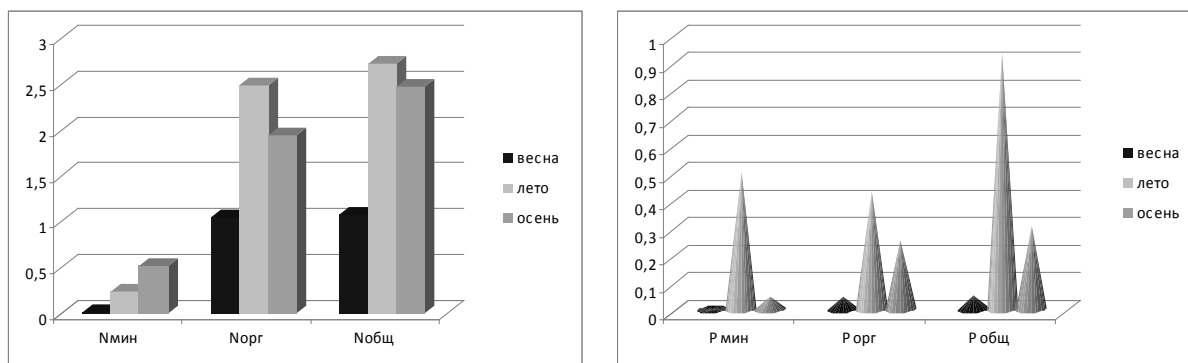 3
2,5
2
1,5
1
0,5
0
Nмин
Nорг
Nобщ
весна
лето
осень
1
0,9
0,8
0,7
0,6
0,5
0,4
0,3
0,2
0,1
0
Р мин
Р орг
Р общ
весна
лето
осень